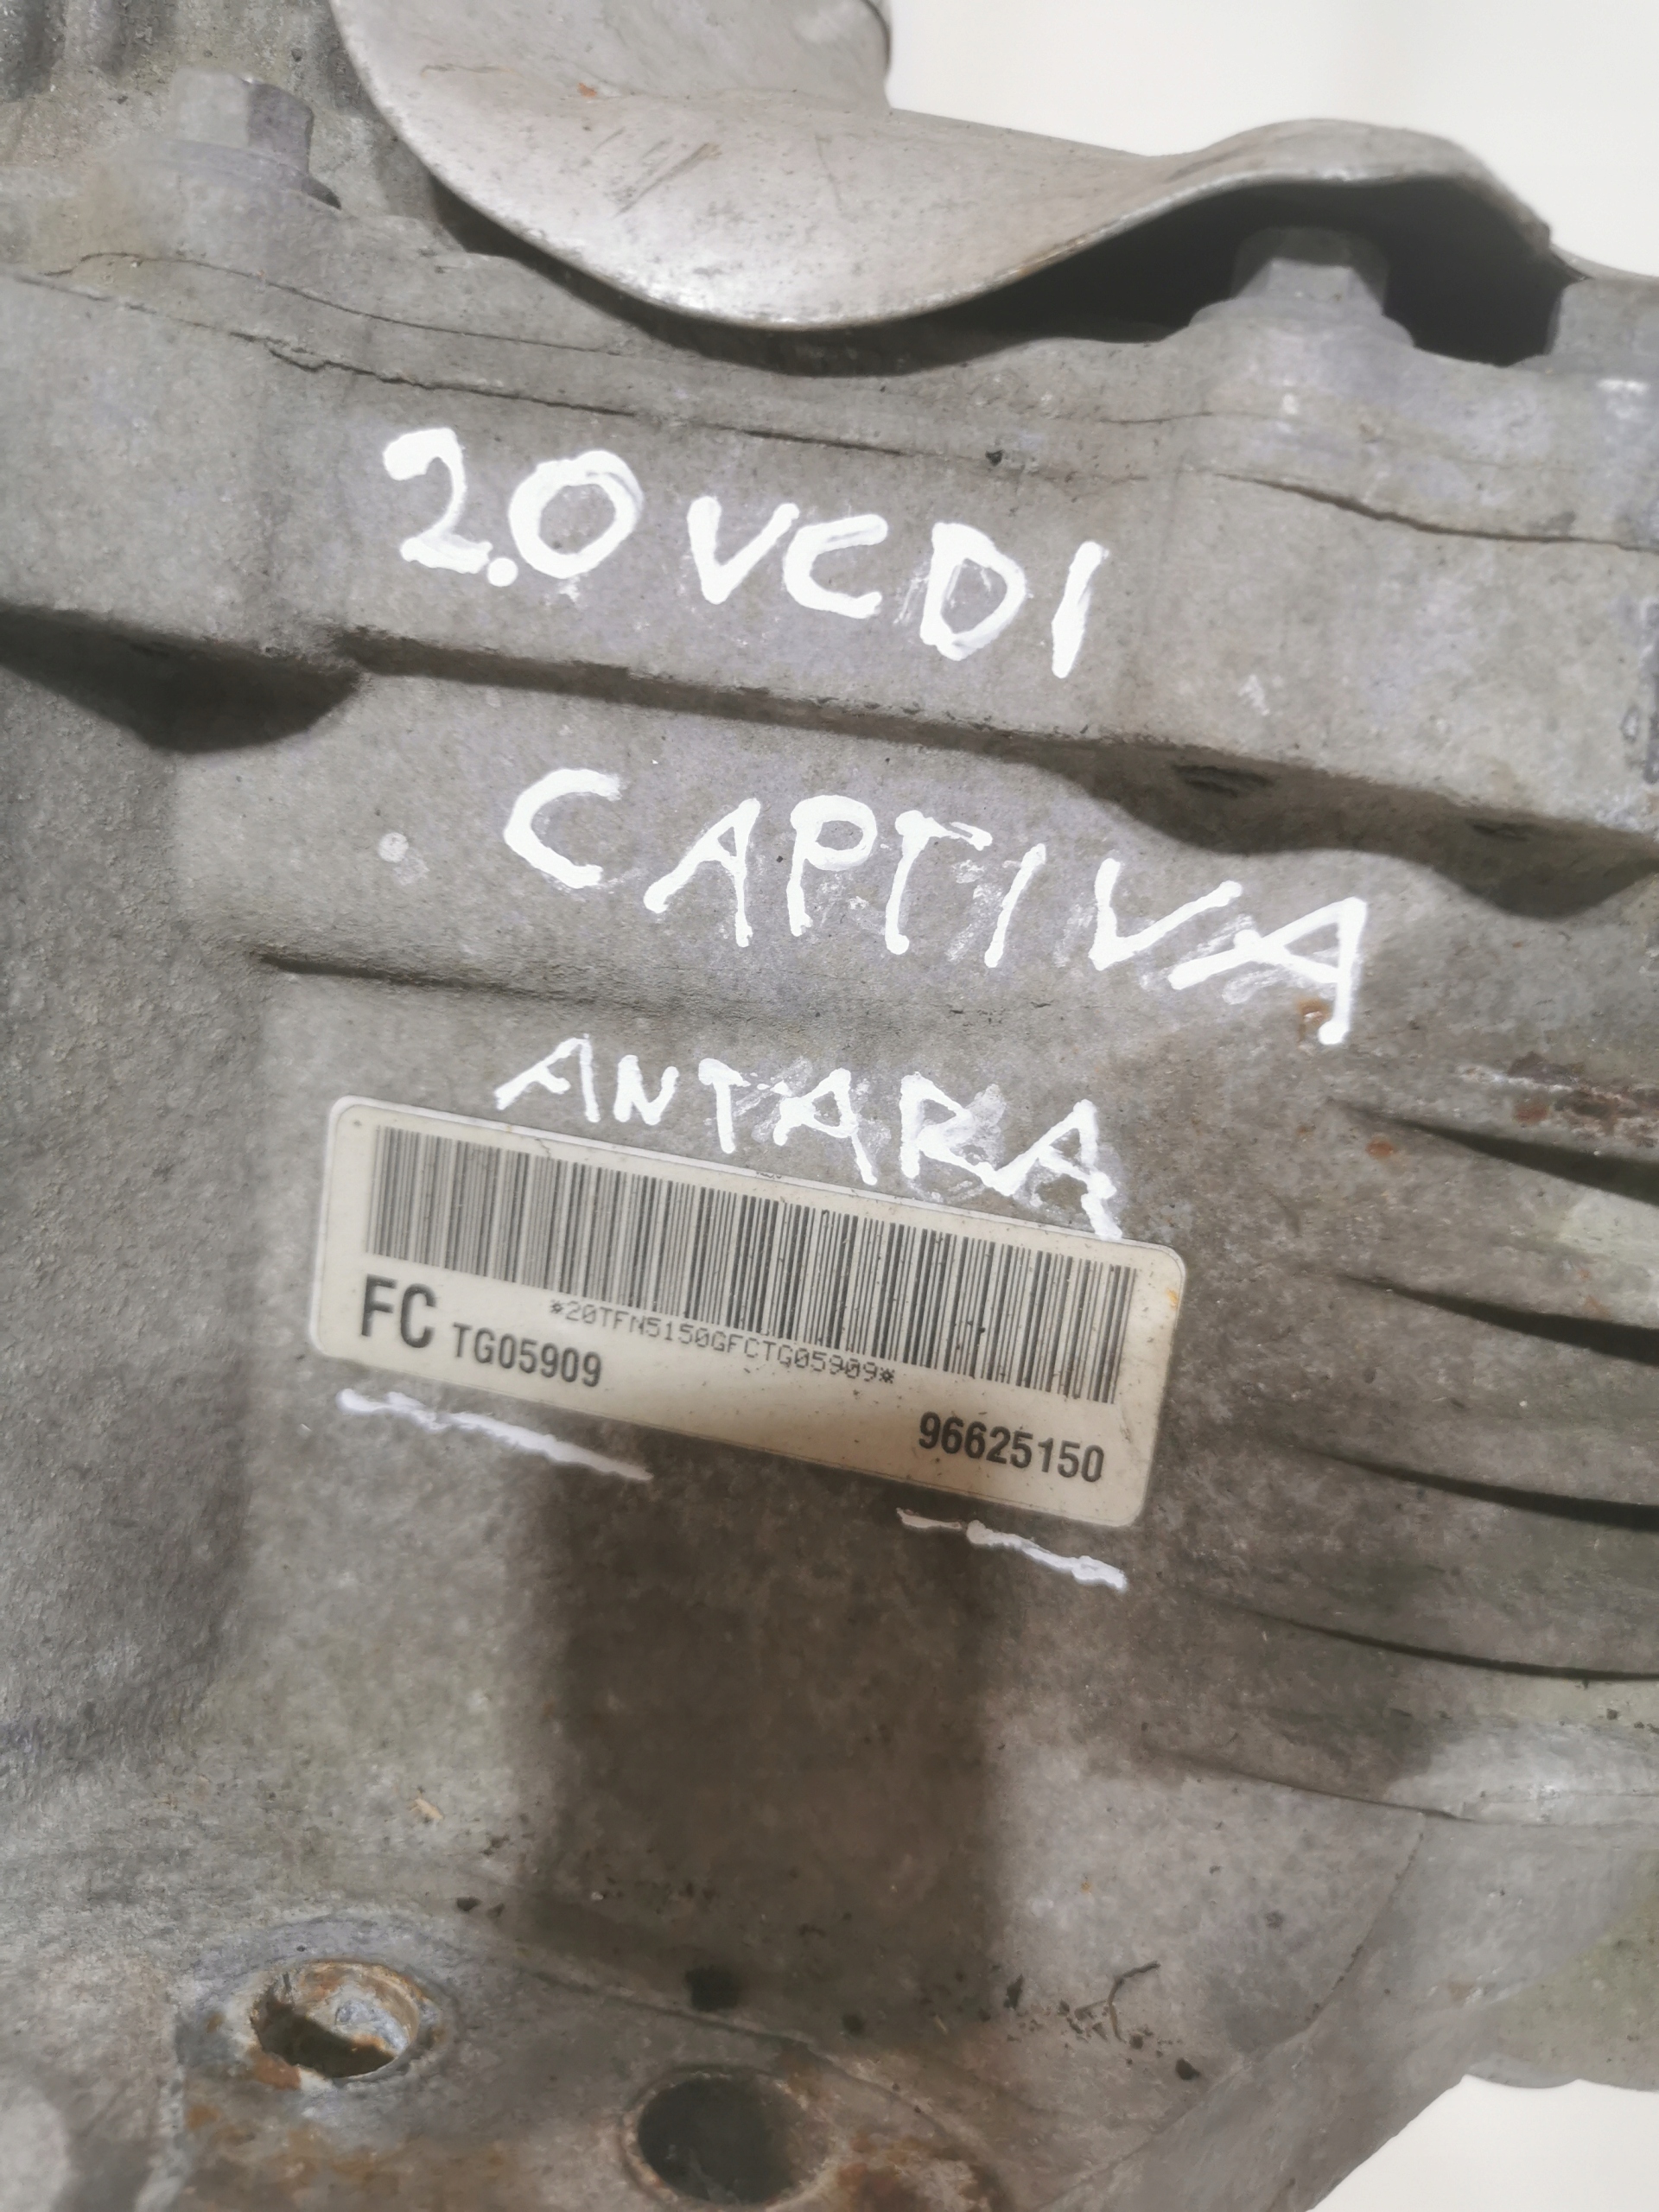 2.0 VCDI
CAPTIVA
ANTARA
*20TFN5150GFCTG05909*
FC TG05909
96625150